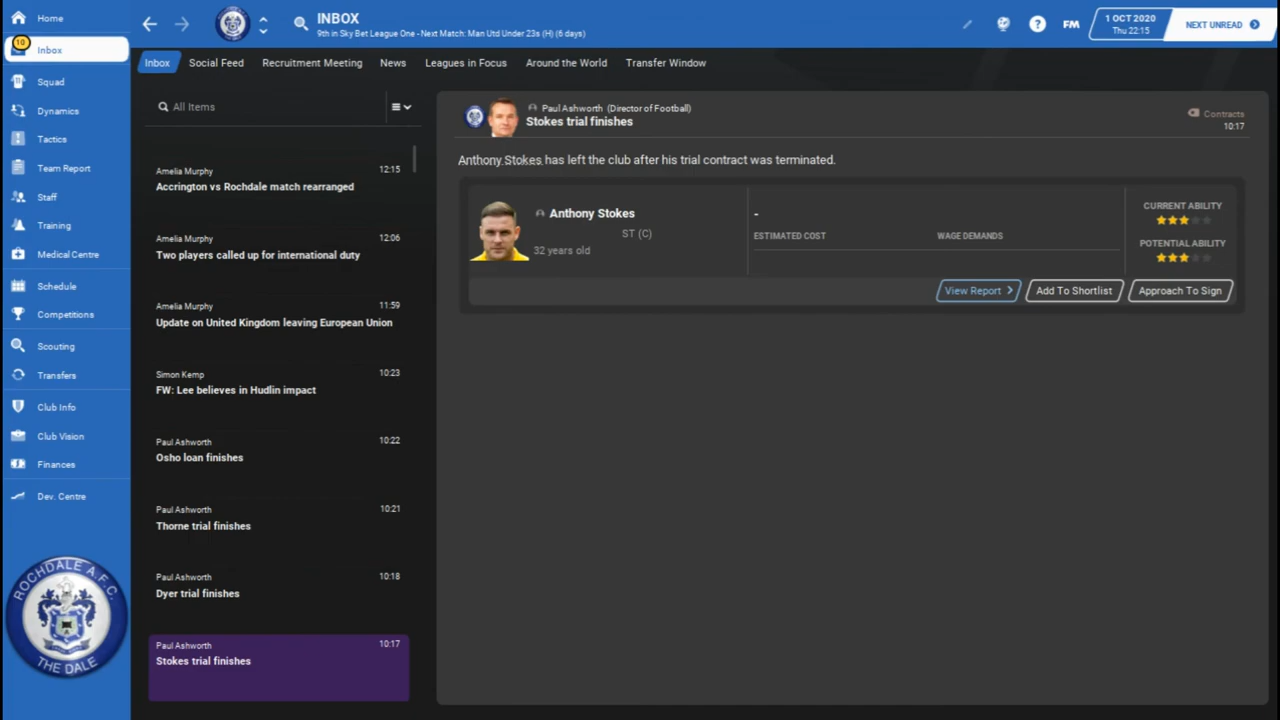 Home
10
Inbox
Squad
Dynamics
Tactics
Team Report
Staff
Training
Medical Centre
Schedule
Competitions
Scouting
Transfers
Club Info
Club Vision
Finances
Dev. Centre
ROCHDALE A.F.C.
THE DALE
INBOX
9th in Sky Bet League One - Next Match: Man Utd Under 23s (H) (6 days)
?
FM
1 OCT 2020
Thu 22:15
NEXT UNREAD
Inbox
Social Feed
Recruitment Meeting
News
Leagues in Focus
Around the World
Transfer Window
All Items
Amelia Murphy 12:15
Accrington vs Rochdale match rearranged
Amelia Murphy 12:06
Two players called up for international duty
Amelia Murphy 11:59
Update on United Kingdom leaving European Union
Simon Kemp 10:23
FW: Lee believes in Hudlin impact
Paul Ashworth 10:22
Osho loan finishes
Paul Ashworth 10:21
Thorne trial finishes
Paul Ashworth 10:18
Dyer trial finishes
Paul Ashworth 10:17
Stokes trial finishes
Paul Ashworth (Director of Football)
Stokes trial finishes
Contracts
10:17
Anthony Stokes has left the club after his trial contract was terminated.
Anthony Stokes
ST (C)
32 years old
-
ESTIMATED COST
WAGE DEMANDS
CURRENT ABILITY
POTENTIAL ABILITY
View Report
Add To Shortlist
Approach To Sign